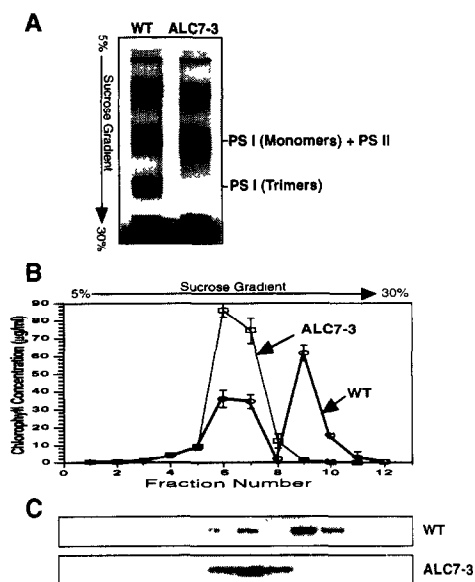 A
WT ALC7-3
5%
Sucrose Gradient
30%
PS I (Monomers) + PS II
PS I (Trimers)
B
5% Sucrose Gradient 30%
Chlorophyll Concentration (µg/ml)
90
80
70
60
50
40
30
20
10
0
ALC7-3
WT
0 2 4 6 8 10 12
Fraction Number
C
WT
ALC7-3